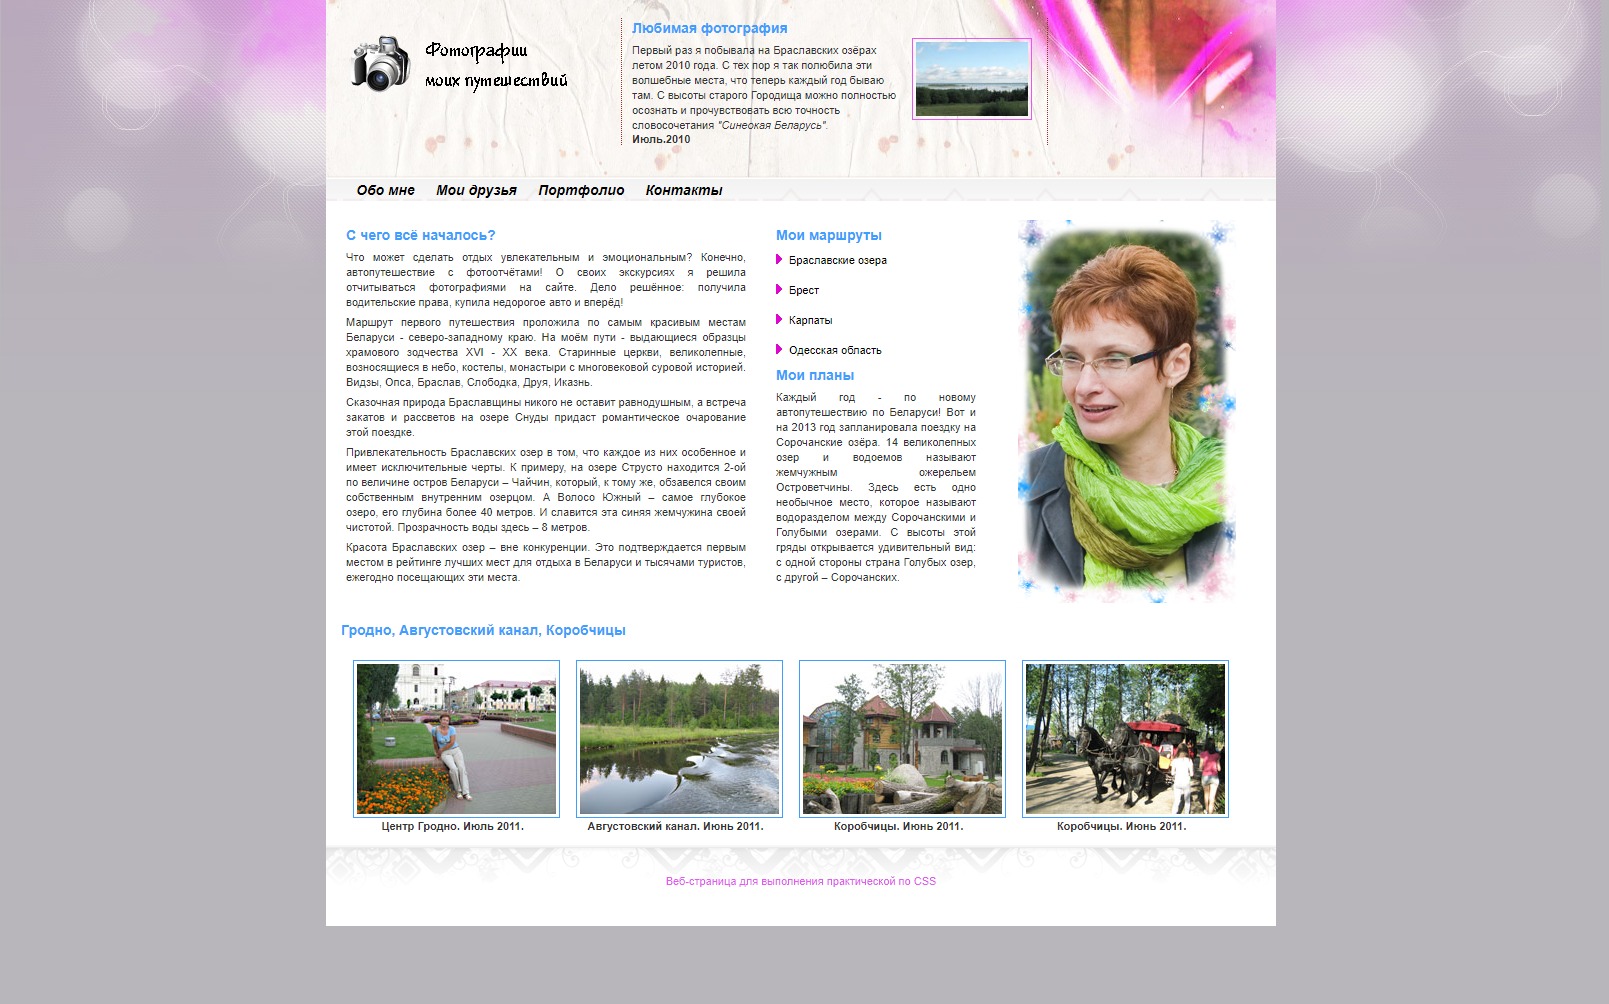 Фотографии
моих путешествий
Любимая фотография
Первый раз я побывала на Браславских озёрах
летом 2010 года. С тех пор я так полюбила эти
волшебные места, что теперь каждый год бываю
там. С высоты старого Городища можно полностью
осознать и прочувствовать всю точность
словосочетания "Синеокая Беларусь".
Июль.2010
Обо мне Мои друзья Портфолио Контакты
С чего всё началось?
Что может сделать отдых увлекательным и эмоциональным? Конечно,
автопутешествие с фотоотчётами! О своих экскурсиях я решила
отчитываться фотографиями на сайте. Дело решённое: получила
водительские права, купила недорогое авто и вперёд!
Маршрут первого путешествия проложила по самым красивым местам
Беларуси - северо-западному краю. На моём пути - выдающиеся образцы
храмового зодчества XVI - XX века. Старинные церкви, великолепные,
возносящиеся в небо, костелы, монастыри с многовековой суровой историей.
Видзы, Опса, Браслав, Слободка, Друя, Иказнь.
Сказочная природа Браславщины никого не оставит равнодушным, а встреча
закатов и рассветов на озере Снуды придаст романтическое очарование
этой поездке.
Привлекательность Браславских озер в том, что каждое из них особенное и
имеет исключительные черты. К примеру, на озере Струсто находится 2-ой
по величине остров Беларуси – Чайчин, который, к тому же, обзавелся своим
собственным внутренним озерцом. А Волосо Южный – самое глубокое
озеро, его глубина более 40 метров. И славится эта синяя жемчужина своей
чистотой. Прозрачность воды здесь – 8 метров.
Красота Браславских озер – вне конкуренции. Это подтверждается первым
местом в рейтинге лучших мест для отдыха в Беларуси и тысячами туристов,
ежегодно посещающих эти места.
Мои маршруты
Браславские озера
Брест
Карпаты
Одесская область
Мои планы
Каждый год - по новому
автопутешествию по Беларуси! Вот и
на 2013 год запланировала поездку на
Сорочанские озёра. 14 великолепных
озер и водоемов называют
жемчужным ожерельем
Островетчины. Здесь есть одно
необычное место, которое называют
водоразделом между Сорочанскими и
Голубыми озерами. С высоты этой
гряды открывается удивительный вид:
с одной стороны страна Голубых озер,
с другой – Сорочанских.
Гродно, Августовский канал, Коробчицы
Центр Гродно. Июль 2011.
Августовский канал. Июнь 2011.
Коробчицы. Июнь 2011.
Коробчицы. Июнь 2011.
Веб-страница для выполнения практической по CSS